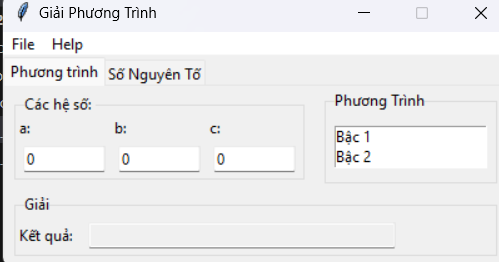 Giải Phương Trình
File Help
Phương trình Số Nguyên Tố
Các hệ số:
a: b: c:
0 0 0
Phương Trình
Bậc 1
Bậc 2
Giải
Kết quả: